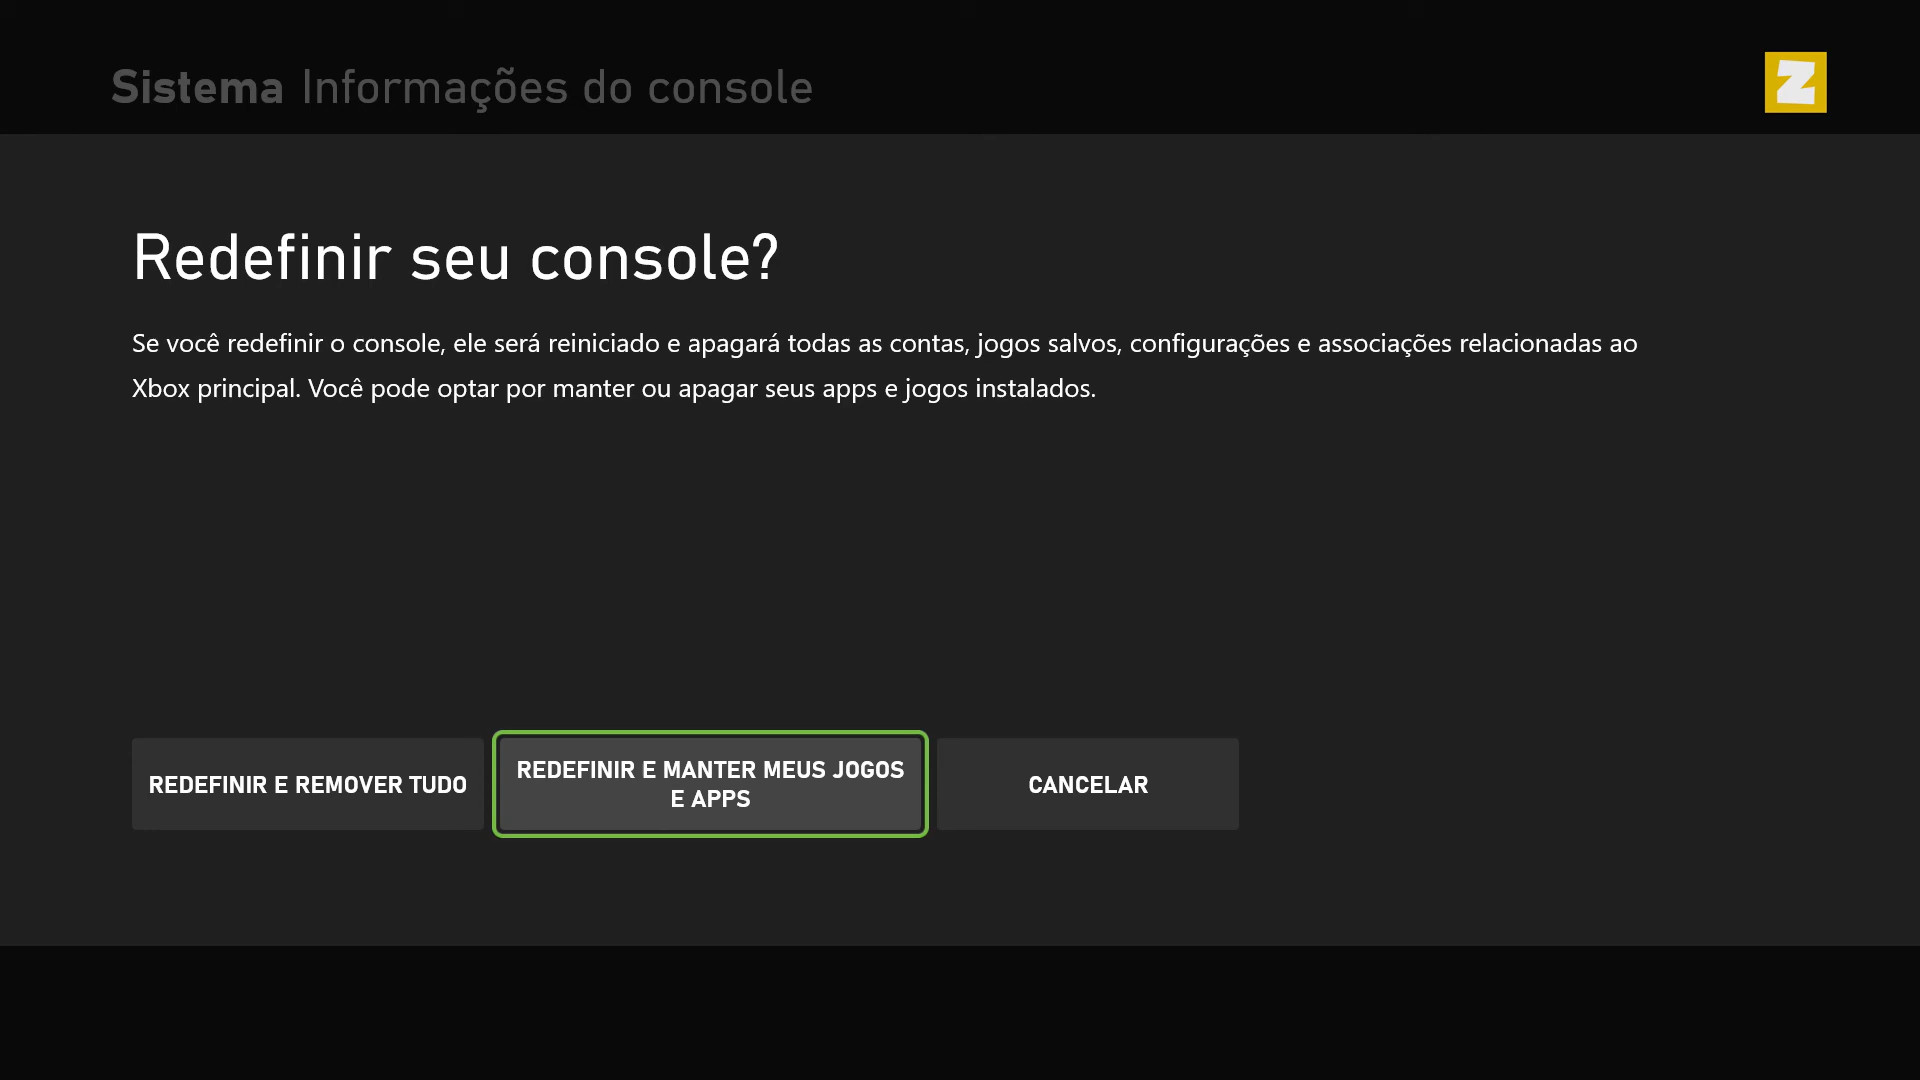 Sistema Informações do console
Z
Redefinir seu console?
Se você redefinir o console, ele será reiniciado e apagará todas as contas, jogos salvos, configurações e associações relacionadas ao
Xbox principal. Você pode optar por manter ou apagar seus apps e jogos instalados.
REDEFINIR E REMOVER TUDO
REDEFINIR E MANTER MEUS JOGOS
E APPS
CANCELAR